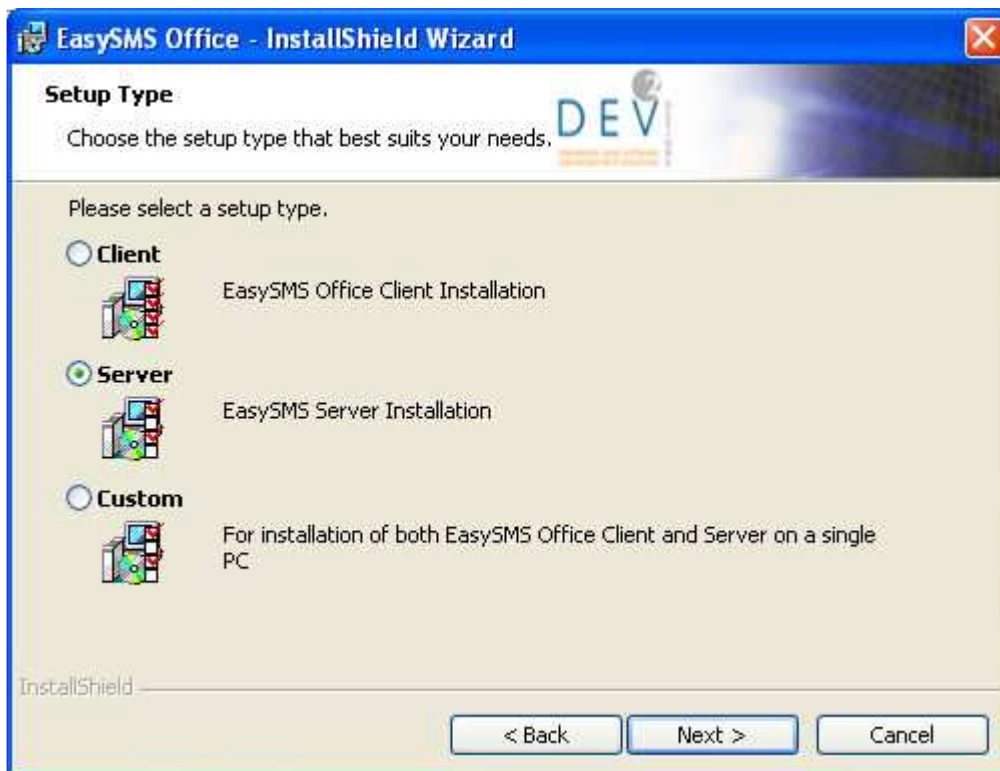 EasySMS Office - InstallShield Wizard
Setup Type
Choose the setup type that best suits your needs.
DEV 2
Please select a setup type.
Client
EasySMS Office Client Installation
Server
EasySMS Server Installation
Custom
For installation of both EasySMS Office Client and Server on a single
PC
InstallShield
< Back
Next >
Cancel